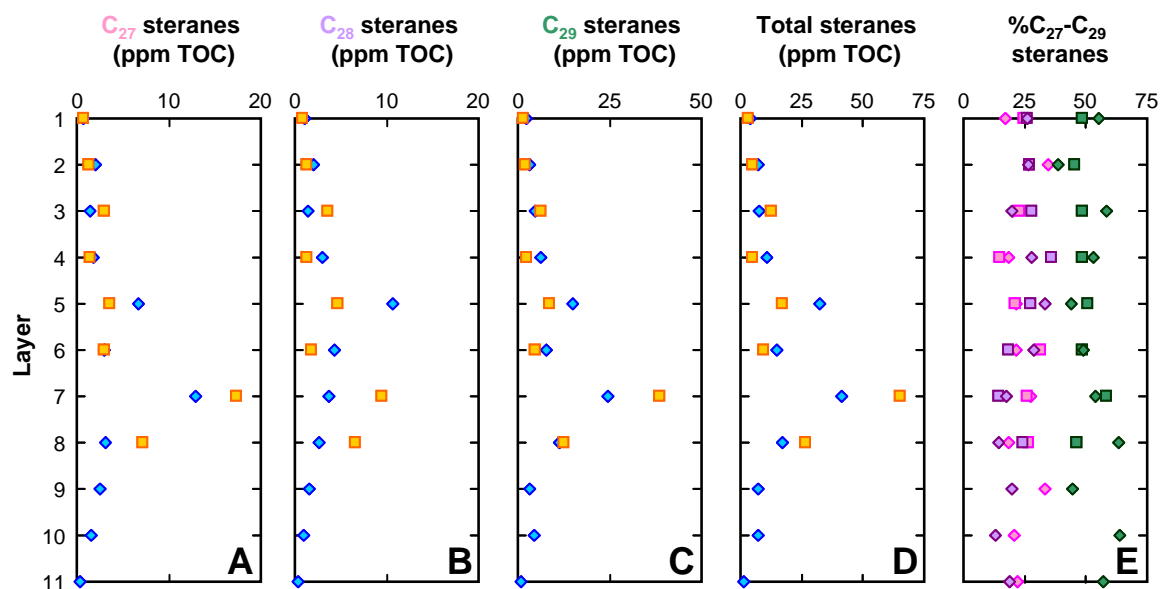 C27 steranes
(ppm TOC)
C28 steranes
(ppm TOC)
C29 steranes
(ppm TOC)
Total steranes
(ppm TOC)
%C27-C29
steranes
0 10 20
0 10 20
0 25 50
0 25 50 75
0 25 50 75
Layer
1
2
3
4
5
6
7
8
9
10
11
A
B
C
D
E